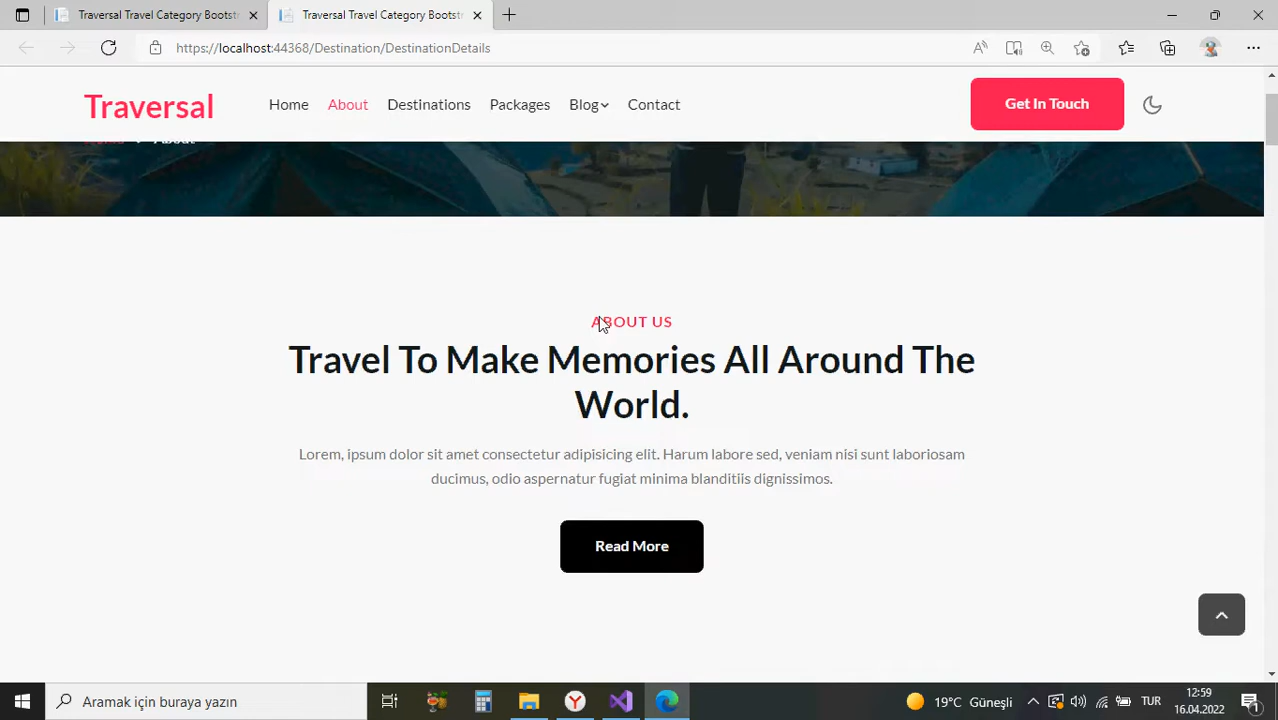 Traversal Travel Category Bootst
Traversal Travel Category Bootst
https://localhost:44368/Destination/DestinationDetails
Traversal
Home
About
Destinations
Packages
Blog
Contact
Get In Touch
About
ABOUT US
Travel To Make Memories All Around The
World.
Lorem, ipsum dolor sit amet consectetur adipisicing elit. Harum labore sed, veniam nisi sunt laboriosam
ducimus, odio aspernatur fugiat minima blanditiis dignissimos.
Read More
Aramak için buraya yazın
19°C Güneşli
TUR
12:59
16.04.2022
1